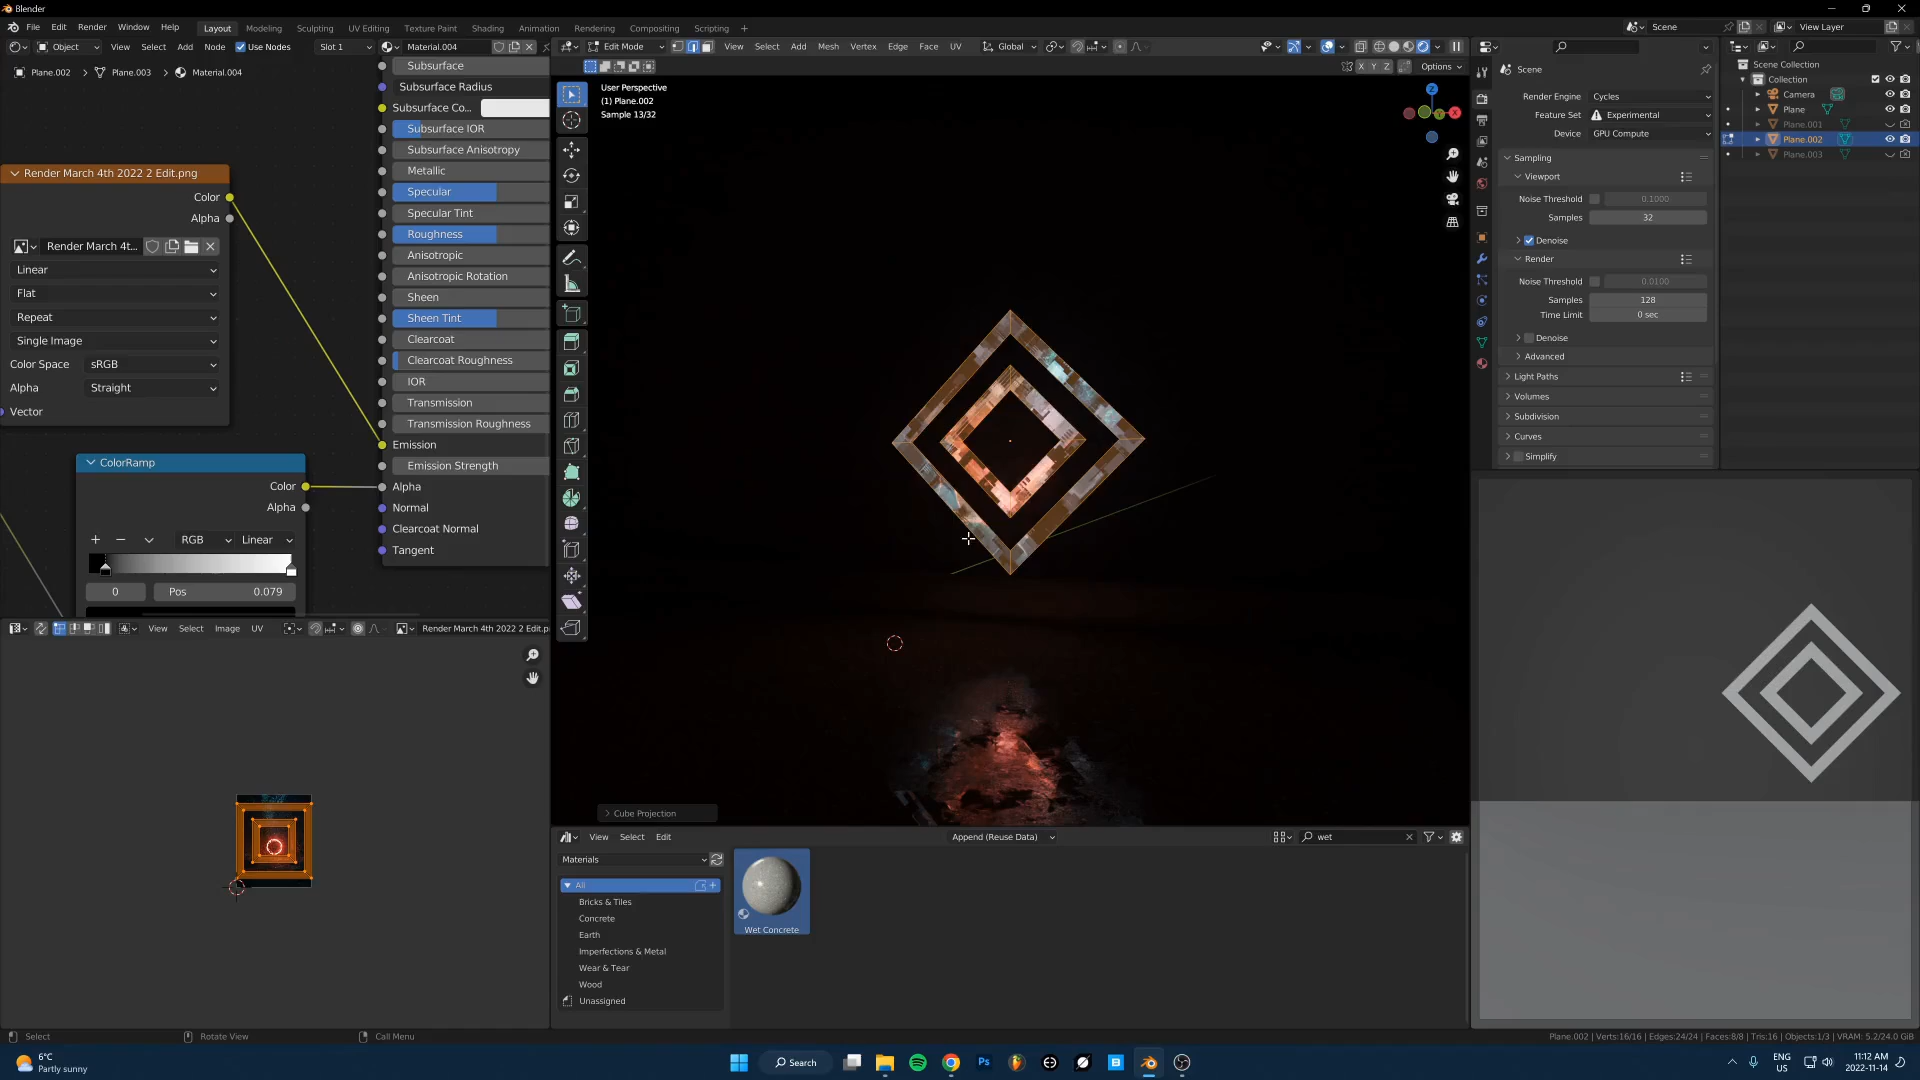 Blender
File Edit Render Window Help Layout Modeling Sculpting UV Editing Texture Paint Shading Animation Rendering Compositing Scripting + Scene View Layer
Object View Select Add Node Use Nodes Slot 1 Material.004
Plane.002 > Plane.003 > Material.004
Subsurface
Subsurface Radius
Subsurface Co...
Subsurface IOR
Subsurface Anisotropy
Metallic
Specular
Specular Tint
Roughness
Anisotropic
Anisotropic Rotation
Sheen
Sheen Tint
Clearcoat
Clearcoat Roughness
IOR
Transmission
Transmission Roughness
Emission
Emission Strength
Alpha
Normal
Clearcoat Normal
Tangent
Render March 4th 2022 2 Edit.png
Color
Alpha
Render March 4t...
Linear
Flat
Repeat
Single Image
Color Space sRGB
Alpha Straight
Vector
ColorRamp
Color
Alpha
+ − RGB Linear
0 Pos 0.079
View Select Image UV Render March 4th 2022 2 Edit.p
Edit Mode View Select Add Mesh Vertex Edge Face UV Global
X Y Z Options
User Perspective
(1) Plane.002
Sample 13/32
Z
X
Y
Cube Projection
View Select Edit Append (Reuse Data) wet
Materials
All
Bricks & Tiles
Concrete
Earth
Imperfections & Metal
Wear & Tear
Wood
Unassigned
Wet Concrete
Scene
Render Engine Cycles
Feature Set Experimental
Device GPU Compute
Sampling
Viewport
Noise Threshold 0.1000
Samples 32
Denoise
Render
Noise Threshold 0.0100
Samples 128
Time Limit 0 sec
Denoise
Advanced
Light Paths
Volumes
Subdivision
Curves
Simplify
Scene Collection
Collection
Camera
Plane
Plane.001
Plane.002
Plane.003
Select Rotate View Call Menu
Plane.002 | Verts:16/16 | Edges:24/24 | Faces:8/8 | Tris:16 | Objects:1/3 | VRAM: 5.2/24.0 GiB
6°C
Partly sunny
Search
Ps
ENG
US
11:12 AM
2022-11-14